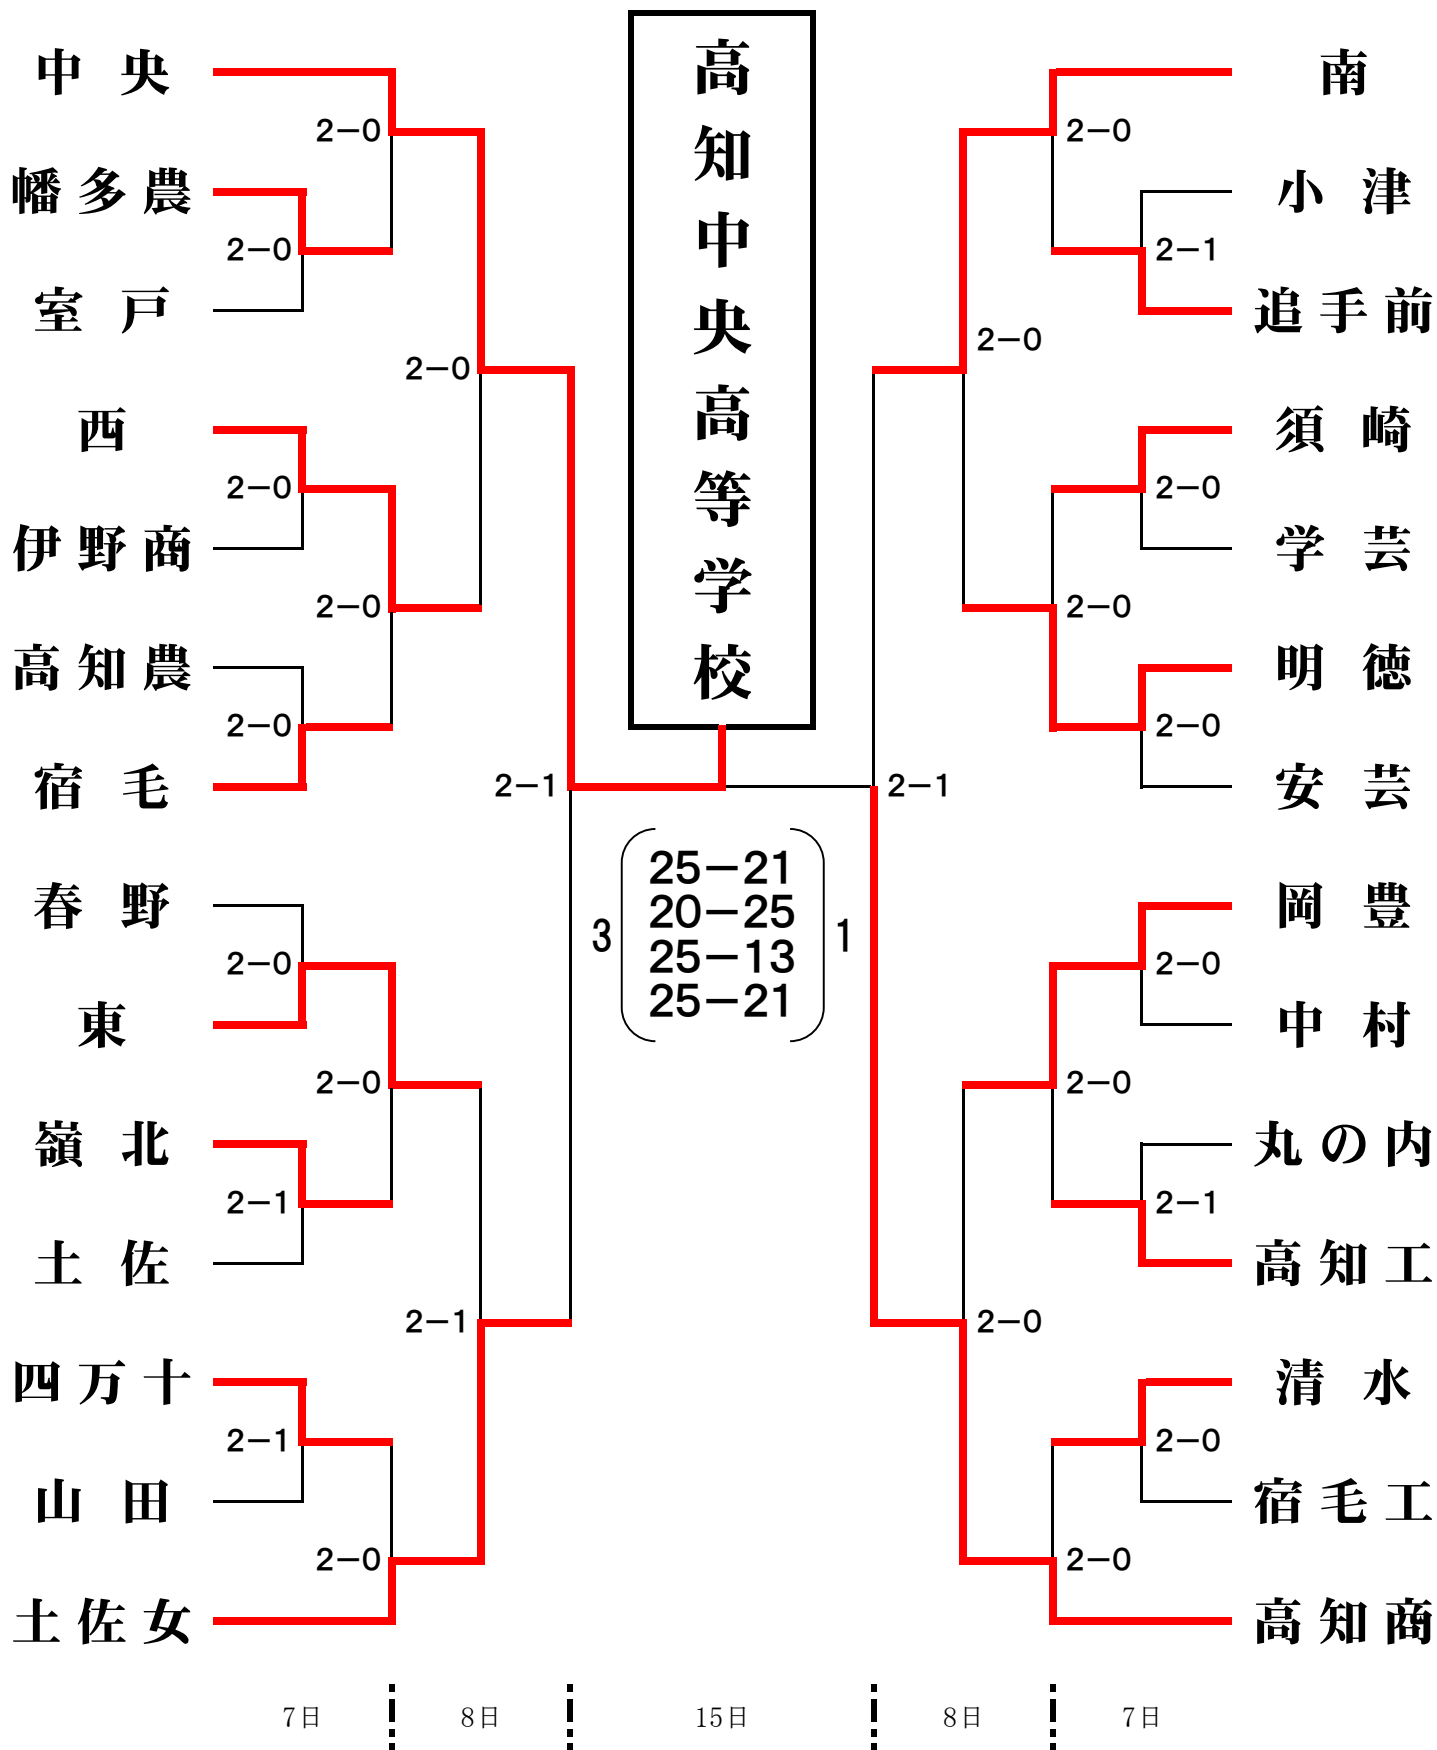 高知中央高等学校
中央
2-0
幡多農
2-0
室戸
2-0
西
2-0
伊野商
2-0
高知農
2-0
宿毛
2-1
春野
2-0
東
2-0
嶺北
2-1
土佐
2-1
四万十
2-1
山田
2-0
土佐女
3
25-21
20-25
25-13
25-21
1
南
2-0
小津
2-1
追手前
2-0
須崎
2-0
学芸
2-0
明徳
2-0
安芸
2-1
岡豊
2-0
中村
2-0
丸の内
2-1
高知工
2-0
清水
2-0
宿毛工
2-0
高知商
7日 8日 15日 8日 7日